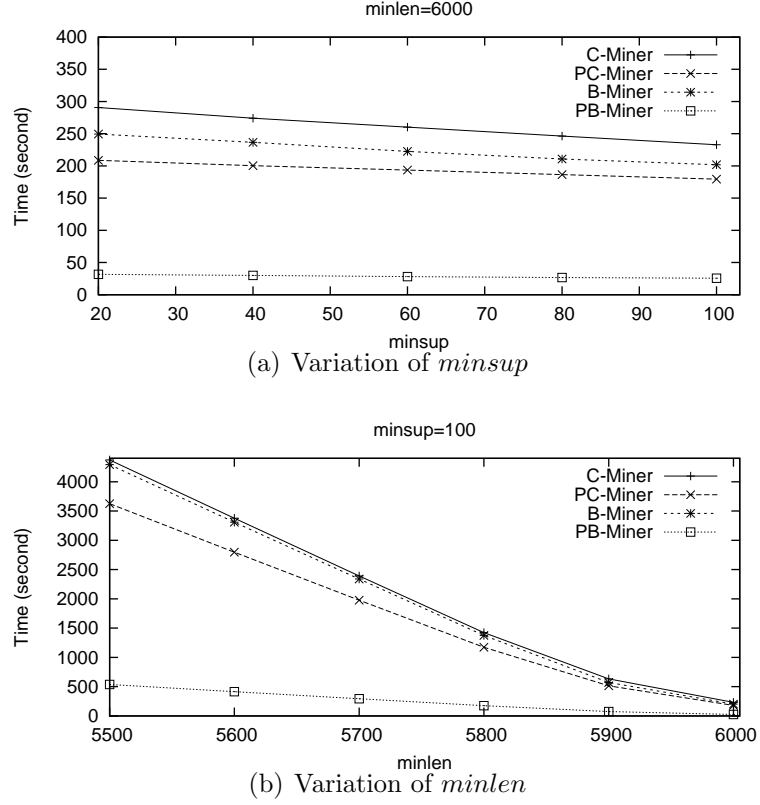 minlen=6000
400
350
300
250
200
150
100
50
0
Time (second)
C-Miner
PC-Miner
B-Miner
PB-Miner
20 30 40 50 60 70 80 90 100
minsup
(a) Variation of minsup
minsup=100
4000
3500
3000
2500
2000
1500
1000
500
0
Time (second)
C-Miner
PC-Miner
B-Miner
PB-Miner
5500 5600 5700 5800 5900 6000
minlen
(b) Variation of minlen